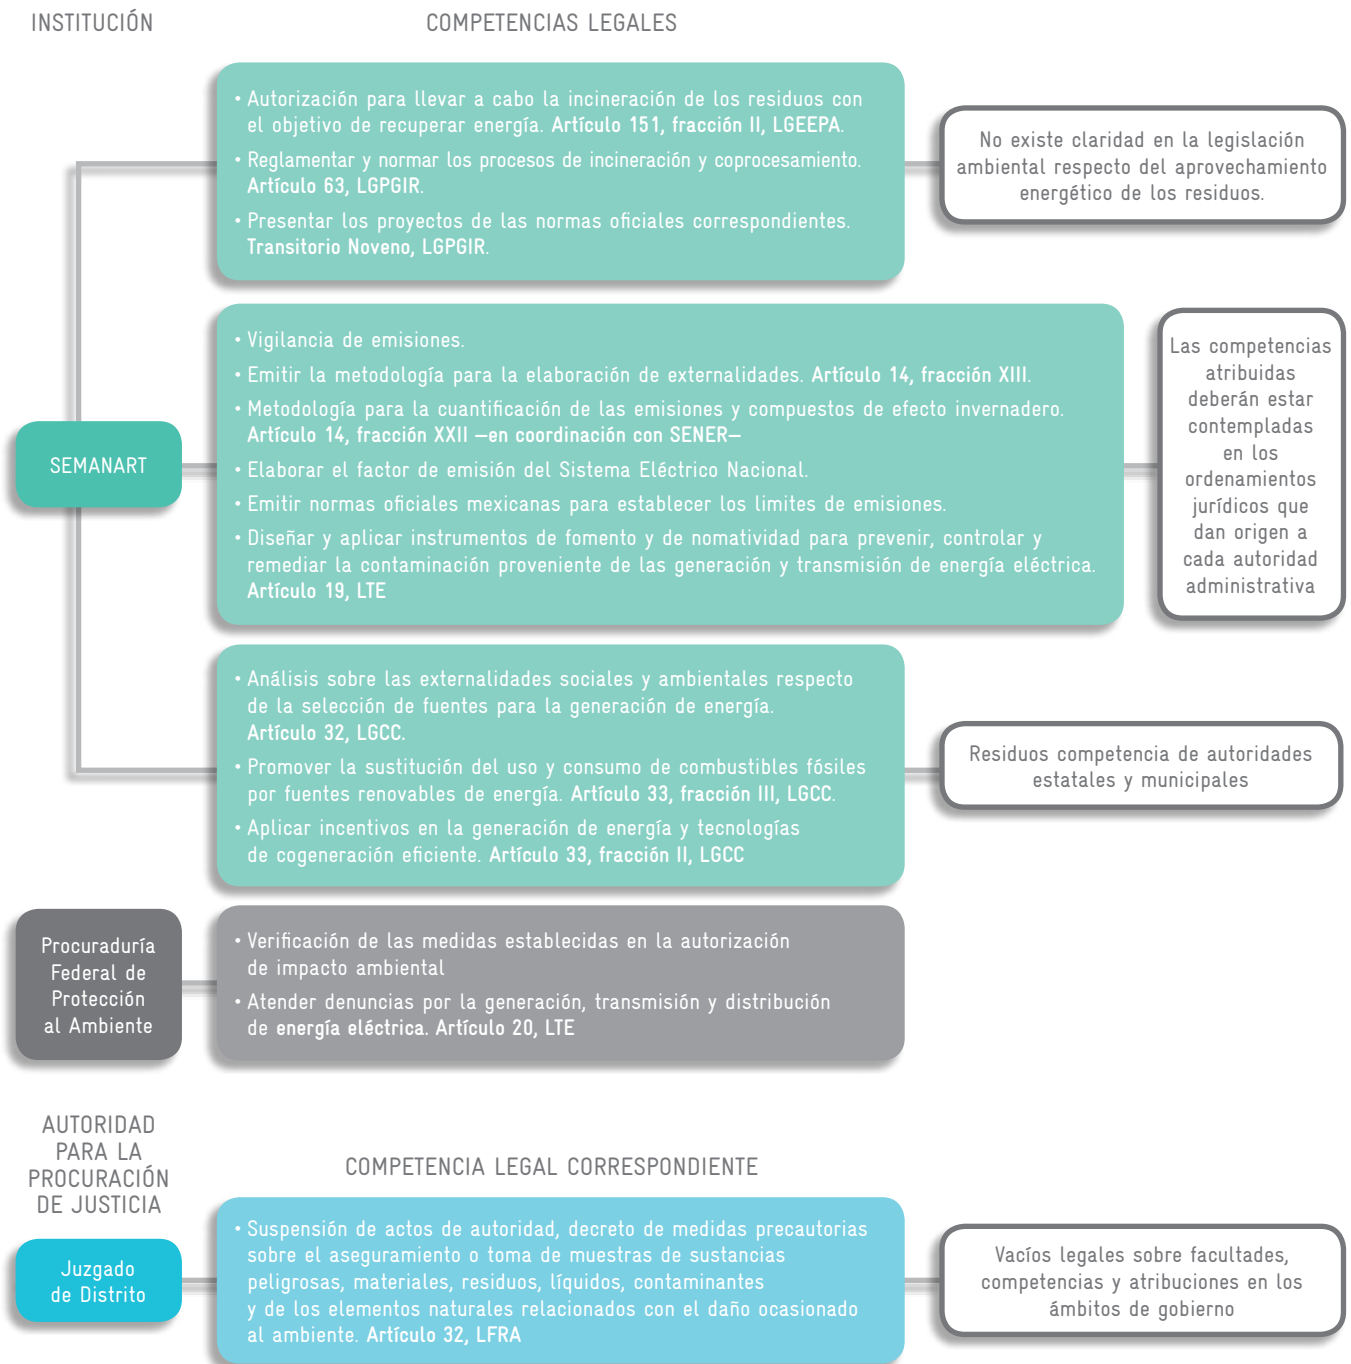 INSTITUCIÓN
COMPETENCIAS LEGALES
• Autorización para llevar a cabo la incineración de los residuos con
el objetivo de recuperar energía. Artículo 151, fracción II, LGEEPA.
• Reglamentar y normar los procesos de incineración y coprocesamiento.
Artículo 63, LGPGIR.
• Presentar los proyectos de las normas oficiales correspondientes.
Transitorio Noveno, LGPGIR.
No existe claridad en la legislación
ambiental respecto del aprovechamiento
energético de los residuos.
SEMANART
• Vigilancia de emisiones.
• Emitir la metodología para la elaboración de externalidades. Artículo 14, fracción XIII.
• Metodología para la cuantificación de las emisiones y compuestos de efecto invernadero.
Artículo 14, fracción XXII —en coordinación con SENER—
• Elaborar el factor de emisión del Sistema Eléctrico Nacional.
• Emitir normas oficiales mexicanas para establecer los limites de emisiones.
• Diseñar y aplicar instrumentos de fomento y de nomatividad para prevenir, controlar y
remediar la contaminación proveniente de las generación y transmisión de energía eléctrica.
Artículo 19, LTE
Las competencias
atribuidas
deberán estar
contempladas
en los
ordenamientos
jurídicos que
dan origen a
cada autoridad
administrativa
• Análisis sobre las externalidades sociales y ambientales respecto
de la selección de fuentes para la generación de energía.
Artículo 32, LGCC.
• Promover la sustitución del uso y consumo de combustibles fósiles
por fuentes renovables de energía. Artículo 33, fracción III, LGCC.
• Aplicar incentivos en la generación de energía y tecnologías
de cogeneración eficiente. Artículo 33, fracción II, LGCC
Residuos competencia de autoridades
estatales y municipales
Procuraduría
Federal de
Protección
al Ambiente
• Verificación de las medidas establecidas en la autorización
de impacto ambiental
• Atender denuncias por la generación, transmisión y distribución
de energía eléctrica. Artículo 20, LTE
AUTORIDAD
PARA LA
PROCURACIÓN
DE JUSTICIA
COMPETENCIA LEGAL CORRESPONDIENTE
Juzgado
de Distrito
• Suspensión de actos de autoridad, decreto de medidas precautorias
sobre el aseguramiento o toma de muestras de sustancias
peligrosas, materiales, residuos, líquidos, contaminantes
y de los elementos naturales relacionados con el daño ocasionado
al ambiente. Artículo 32, LFRA
Vacíos legales sobre facultades,
competencias y atribuciones en los
ámbitos de gobierno